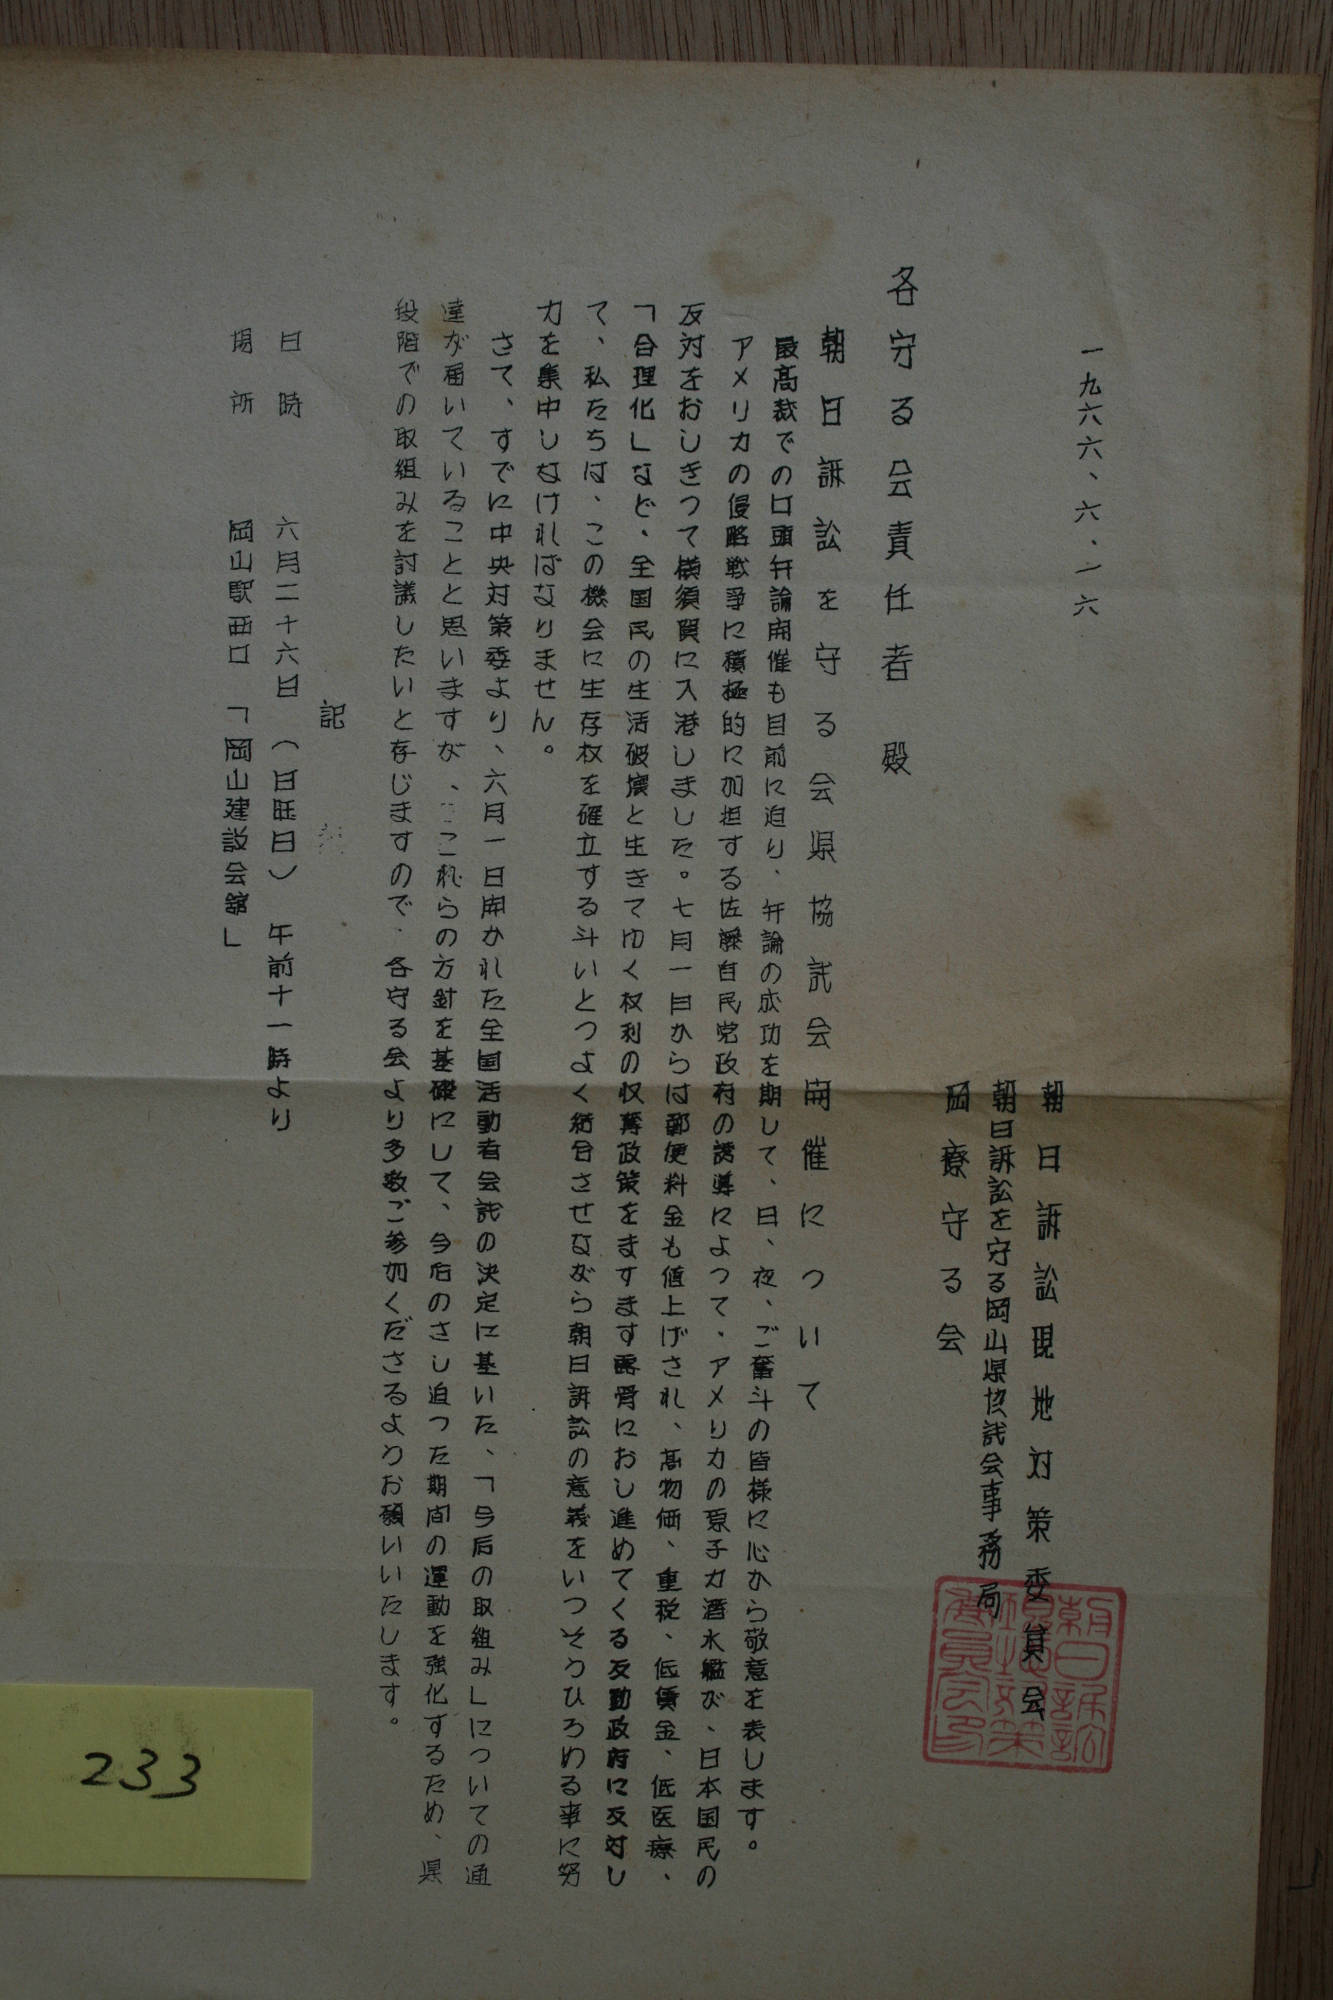 一九六六、六、一六
朝日訴訟現地対策委員会
朝日訴訟を守る岡山県協議会事務局
岡療守る会
各守る会責任者殿
朝日訴訟を守る会県協議会開催について
最高裁での口頭弁論開催も目前に迫り、弁論の成功を期して、日、夜、ご奮斗の皆様に心から敬意を表します。
アメリカの侵略戦争に積極的に加担する佐藤自民党政府の誘導によつて、アメリカの原子力潜水艦が、日本国民の
反対をおしきつて横須賀に入港しました。七月一日からは郵便料金も値上げされ、高物価、重税、低賃金、低医療、
「合理化」など、全国民の生活破壊と生きてゆく权利の収奪政策をますます露骨におし進めてくる反動政府に反対し
て、私たちは、この機会に生存权を確立する斗いとつよく結合させながら朝日訴訟の意義をいつそうひろめる事に努
力を集中しなければなりません。
さて、すでに中央対策委より、六月一日開かれた全国活動者会議の決定に基いた、「今后の取組み」についての通
達が届いていることと思いますが、これらの方針を基礎にして、今后のさし迫つた期間の運動を強化するため、県
段階での取組みを討議したいと存じますので、各守る会より多数ご参加くださるようお願いいたします。
記
日時 六月二十六日（日旺日） 午前十一時より
場所 岡山駅西口 「岡山建設会舘」
朝日訴訟
現地対策
委員会印
233